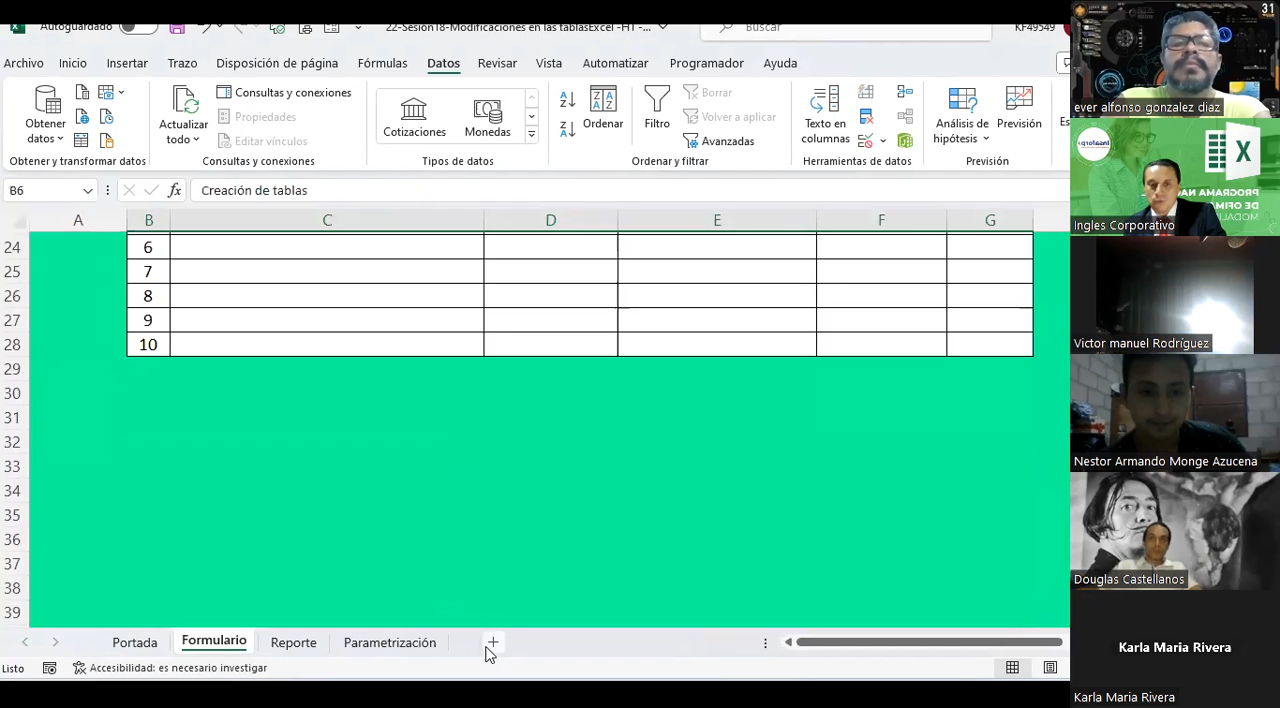 Autoguardado
-Sesion18-Modificaciones en las tablasExcel -HT -...
Buscar
KF49549
Archivo Inicio Insertar Trazo Disposición de página Fórmulas Datos Revisar Vista Automatizar Programador Ayuda
Obtener datos
Actualizar todo
Consultas y conexiones
Propiedades
Editar vínculos
Cotizaciones
Monedas
Ordenar
Filtro
Borrar
Volver a aplicar
Avanzadas
Texto en columnas
Análisis de hipótesis
Previsión
Obtener y transformar datos
Consultas y conexiones
Tipos de datos
Ordenar y filtrar
Herramientas de datos
Previsión
B6
fx
Creación de tablas
A B C D E F G
24 6
25 7
26 8
27 9
28 10
29
30
31
32
33
34
35
36
37
38
39
Portada Formulario Reporte Parametrización
Listo
Accesibilidad: es necesario investigar
31
ever alfonso gonzalez diaz
Ingles Corporativo
Victor manuel Rodríguez
Nestor Armando Monge Azucena
Douglas Castellanos
Karla Maria Rivera
Karla Maria Rivera